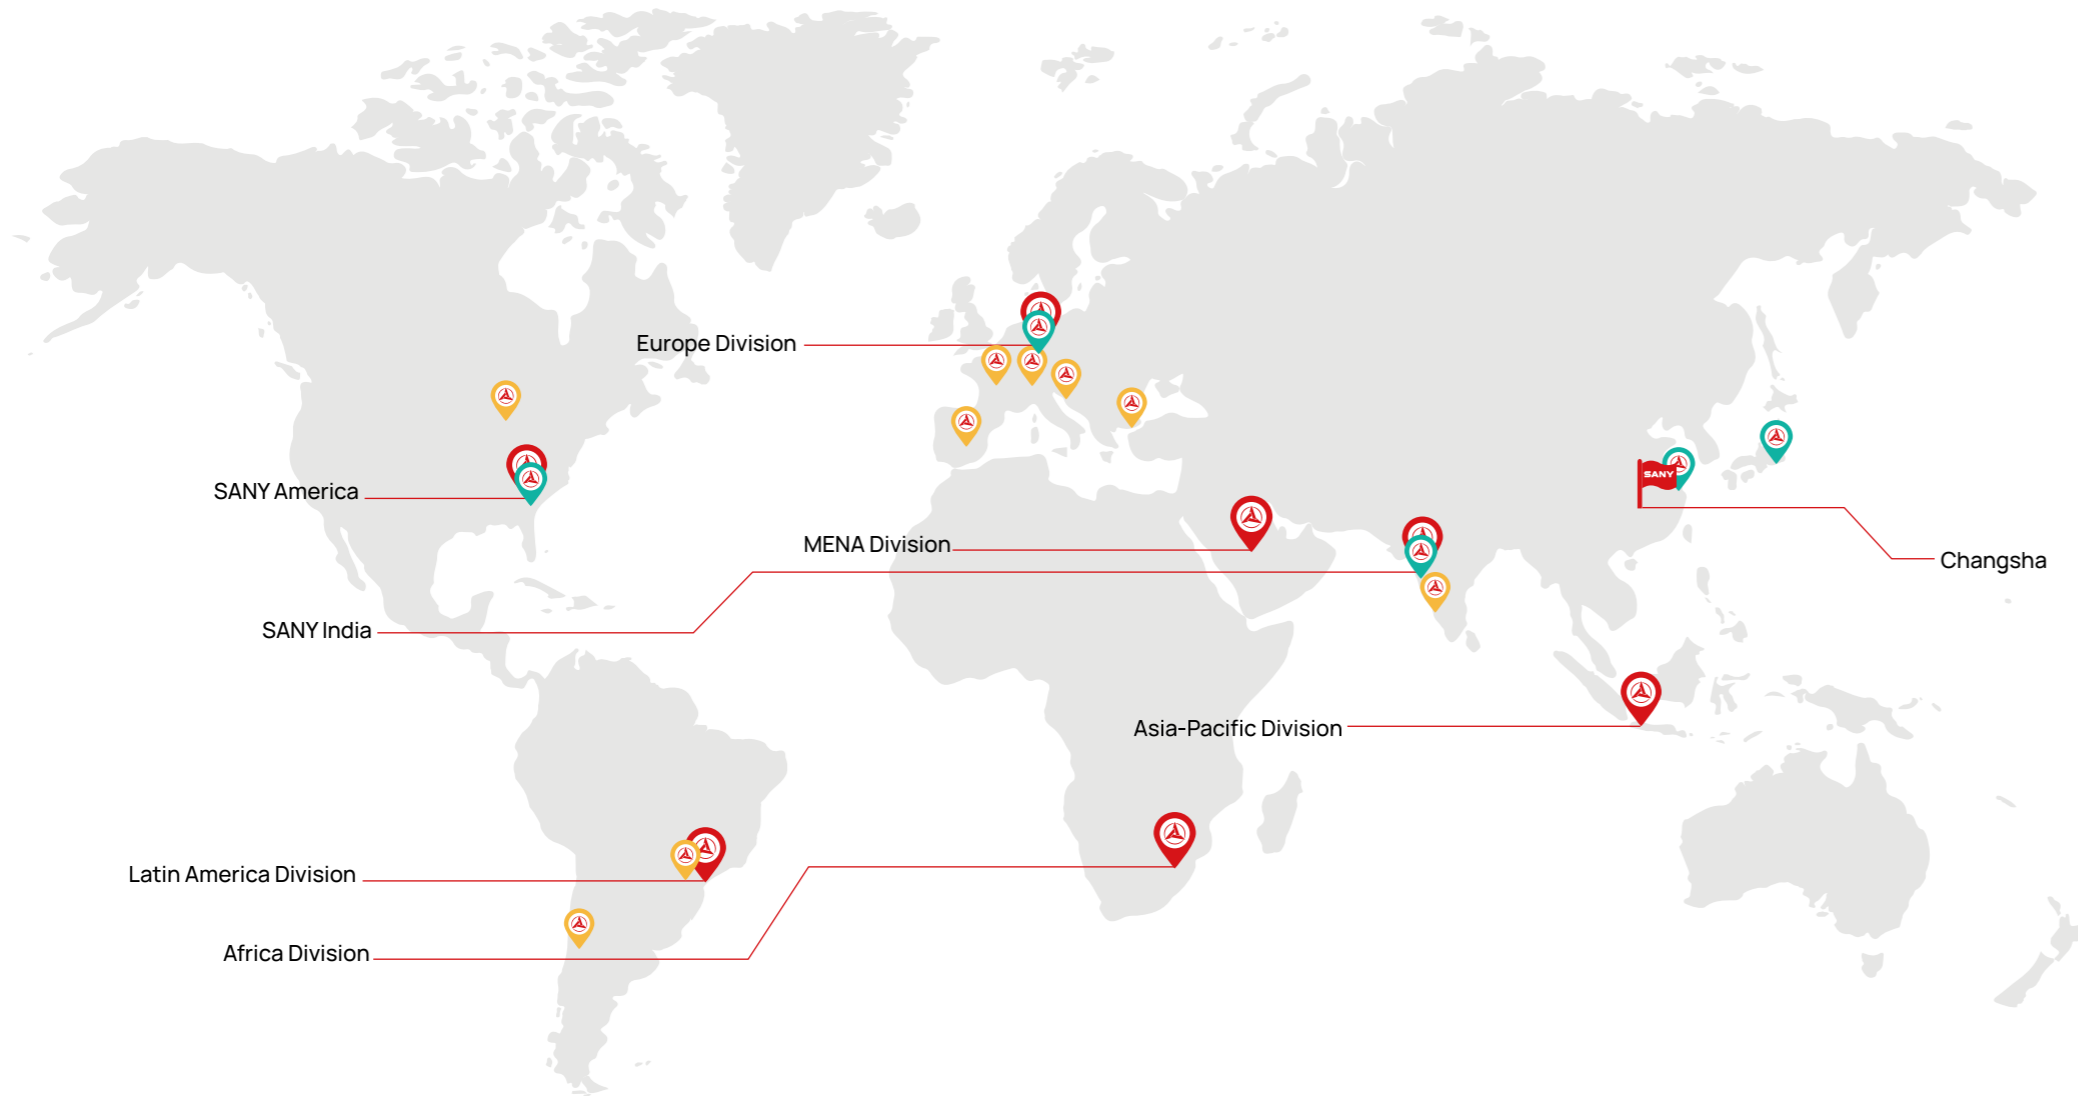 Europe Division
SANY America
SANY
MENA Division
Changsha
SANY India
Asia-Pacific Division
Latin America Division
Africa Division